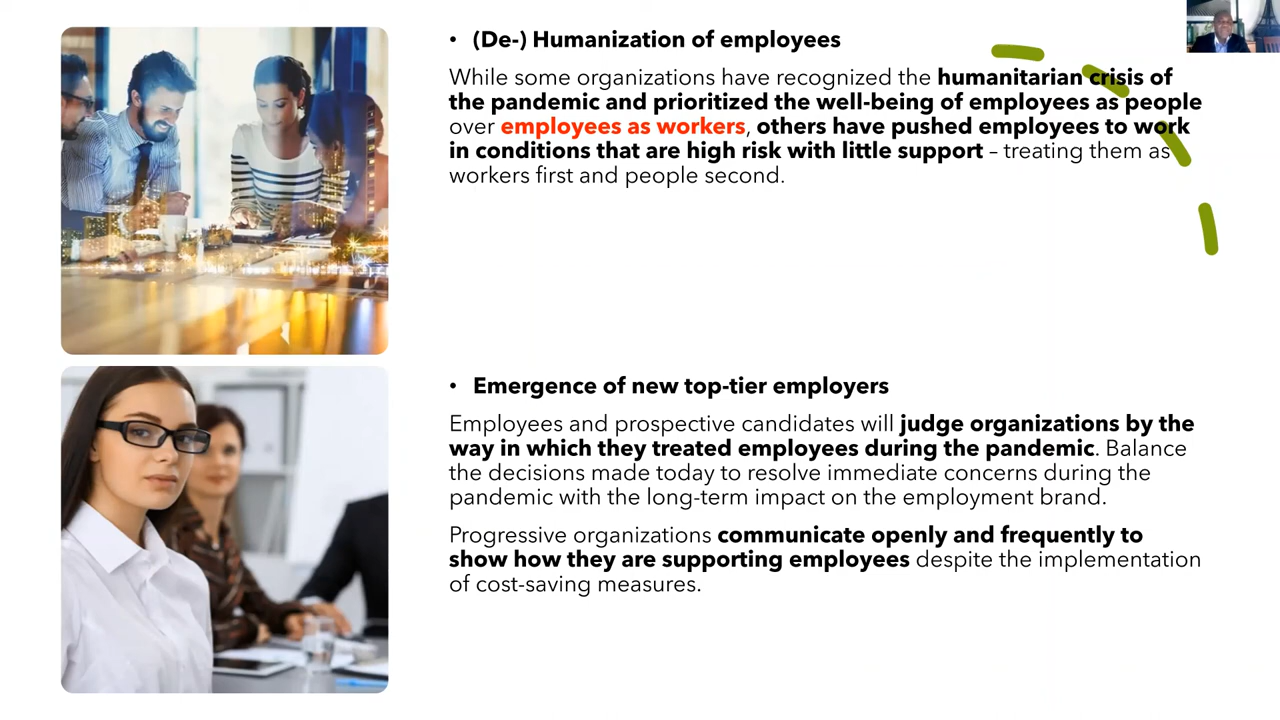 • (De-) Humanization of employees
While some organizations have recognized the humanitarian crisis of
the pandemic and prioritized the well-being of employees as people
over employees as workers, others have pushed employees to work
in conditions that are high risk with little support – treating them as
workers first and people second.
• Emergence of new top-tier employers
Employees and prospective candidates will judge organizations by the
way in which they treated employees during the pandemic. Balance
the decisions made today to resolve immediate concerns during the
pandemic with the long-term impact on the employment brand.
Progressive organizations communicate openly and frequently to
show how they are supporting employees despite the implementation
of cost-saving measures.